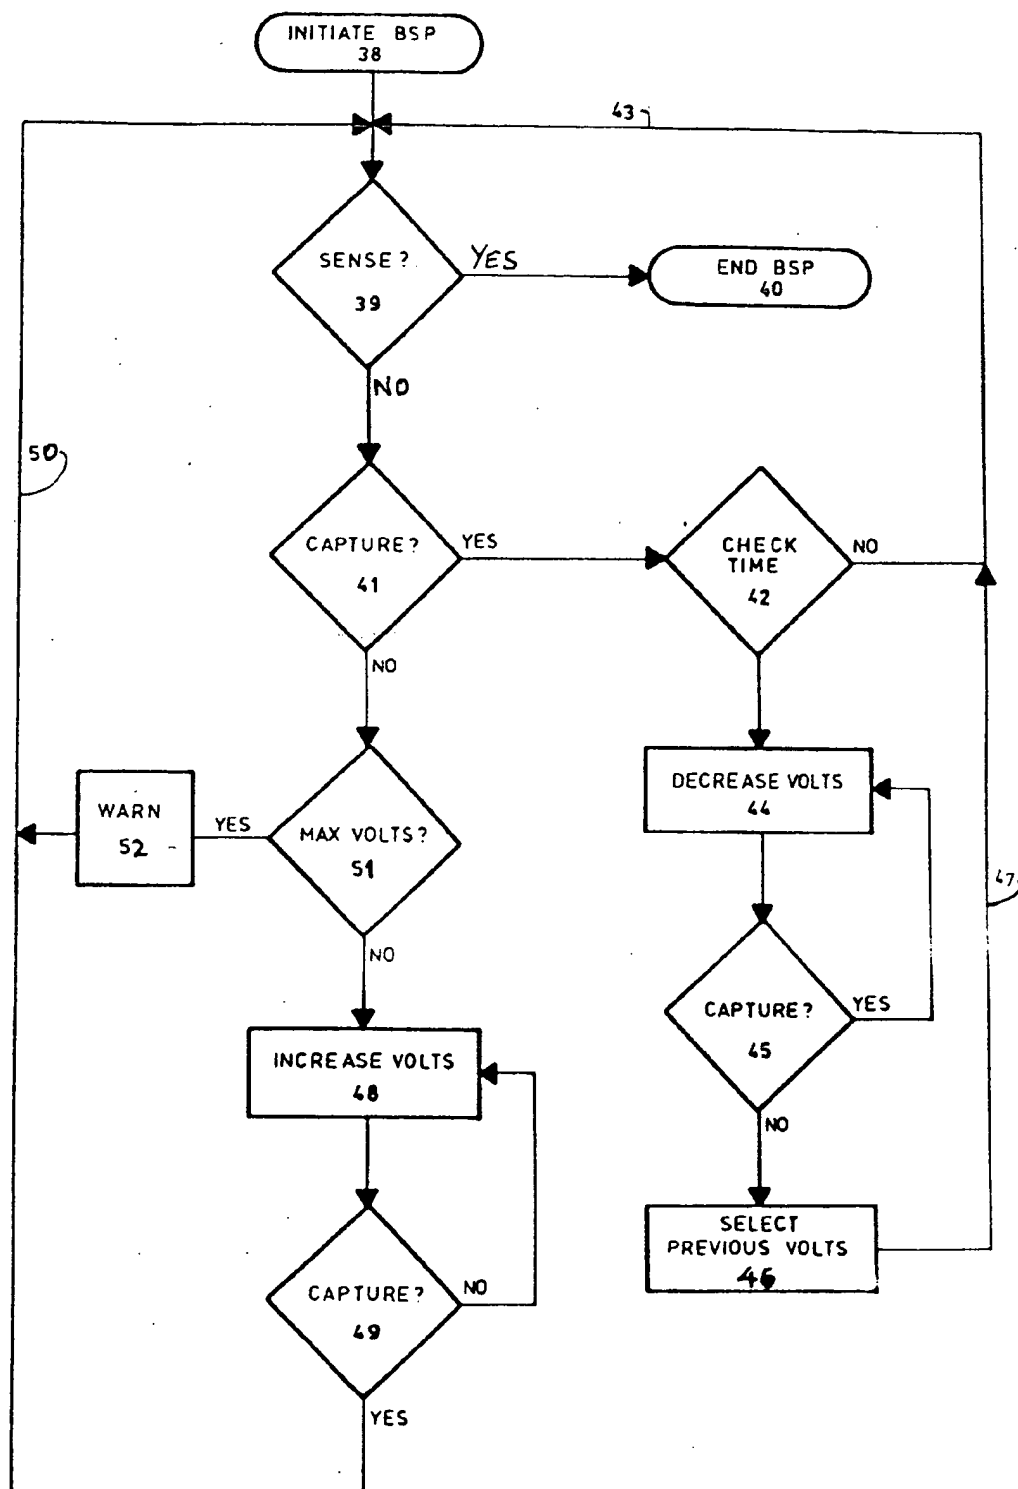 INITIATE BSP
38
43
SENSE?
39
YES
END BSP
40
NO
50
CAPTURE?
41
YES
CHECK
TIME
42
NO
NO
DECREASE VOLTS
44
WARN
52
YES
MAX VOLTS?
51
47
NO
CAPTURE?
45
YES
INCREASE VOLTS
48
NO
SELECT
PREVIOUS VOLTS
46
CAPTURE?
49
NO
YES